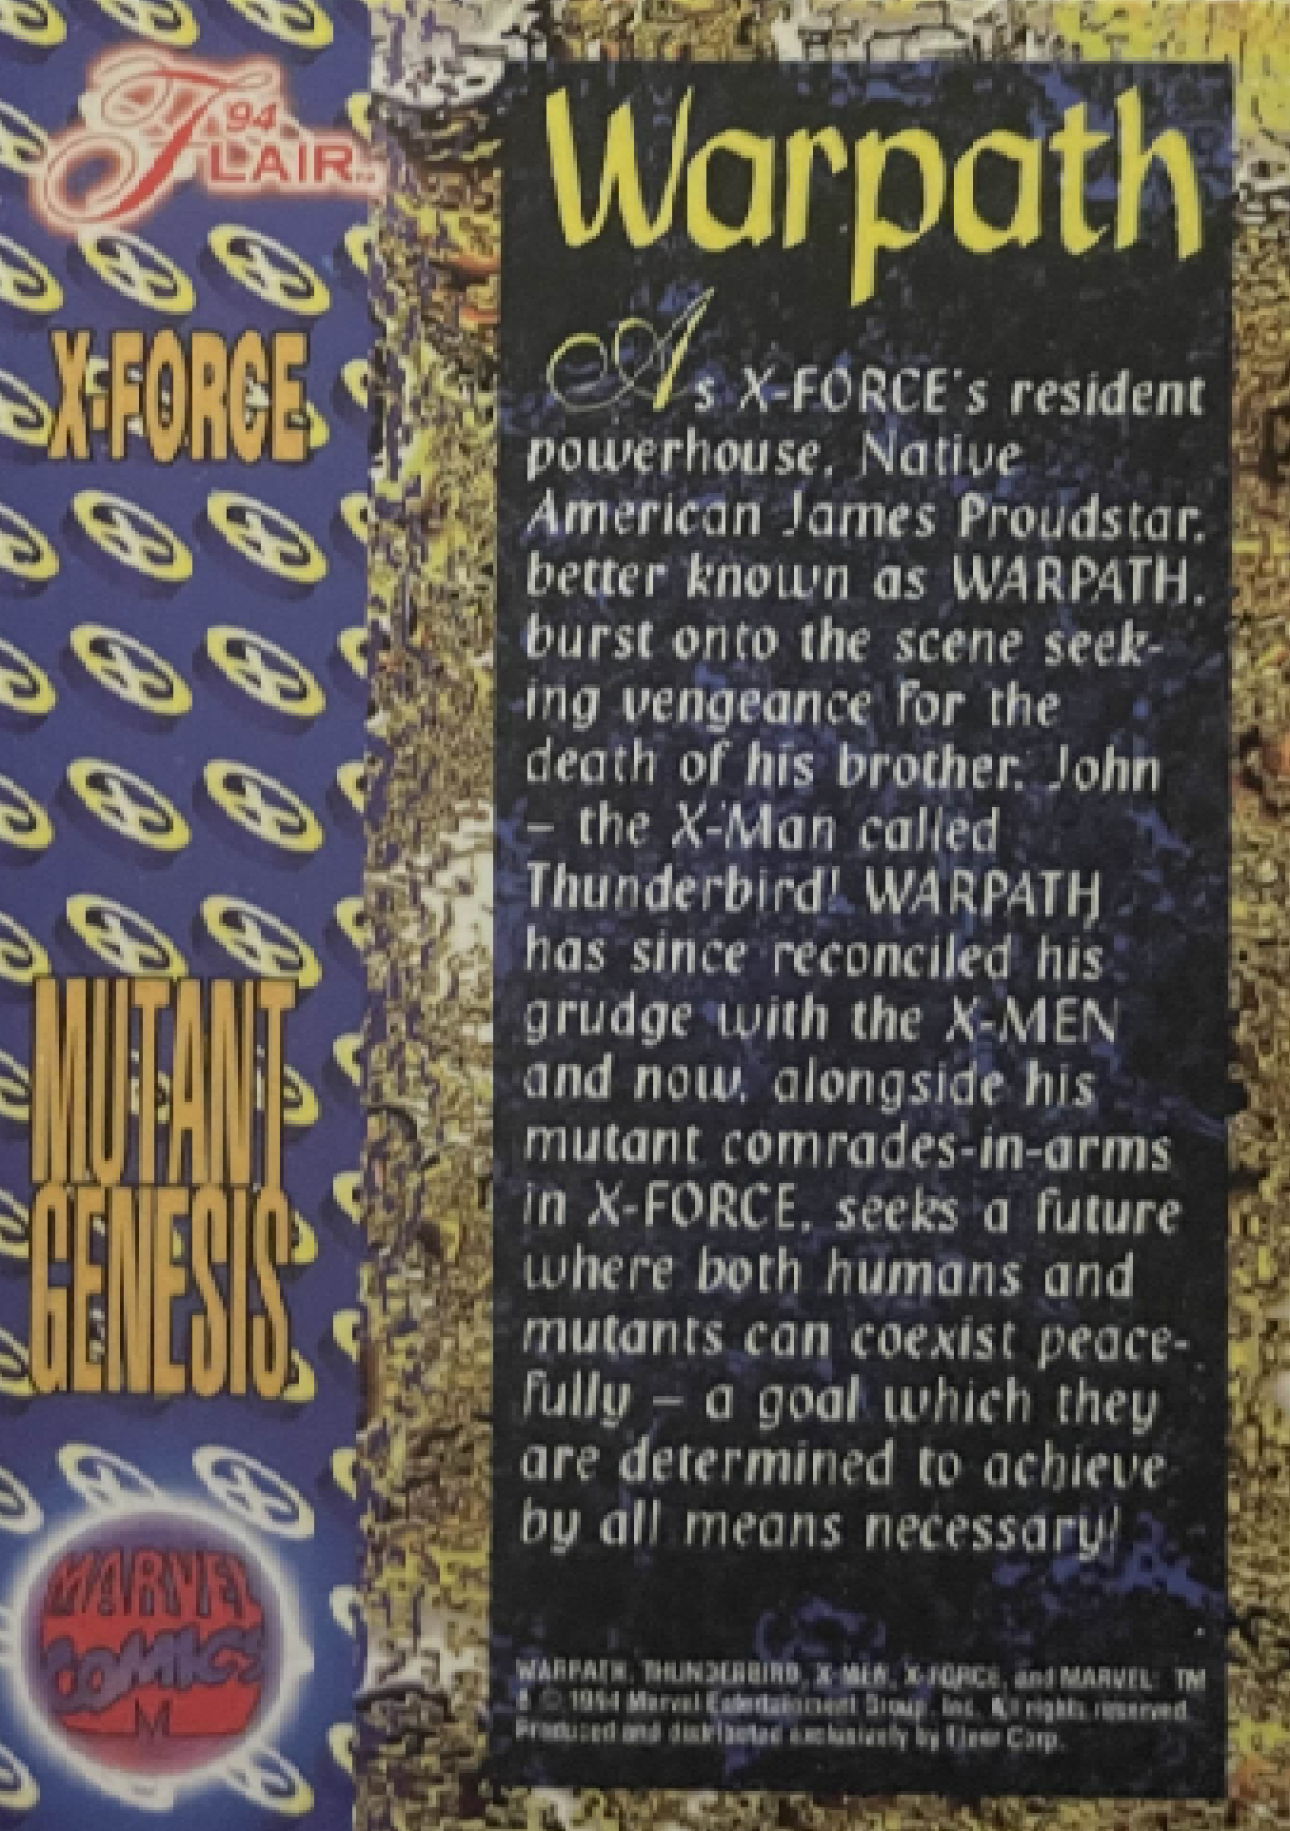 94
FLAIR™
X-FORCE
MUTANT
GENESIS
MARVEL
COMICS
M
Warpath
As X-FORCE's resident
powerhouse, Native
American James Proudstar,
better known as WARPATH,
burst onto the scene seek-
ing vengeance for the
death of his brother, John
– the X-Man called
Thunderbird! WARPATH
has since reconciled his
grudge with the X-MEN
and now, alongside his
mutant comrades-in-arms
in X-FORCE, seeks a future
where both humans and
mutants can coexist peace-
fully – a goal which they
are determined to achieve
by all means necessary!
WARPATH, THUNDERBIRD, X-MEN, X-FORCE, and MARVEL: TM
& © 1994 Marvel Entertainment Group, Inc. All rights reserved.
Produced and distributed exclusively by Fleer Corp.